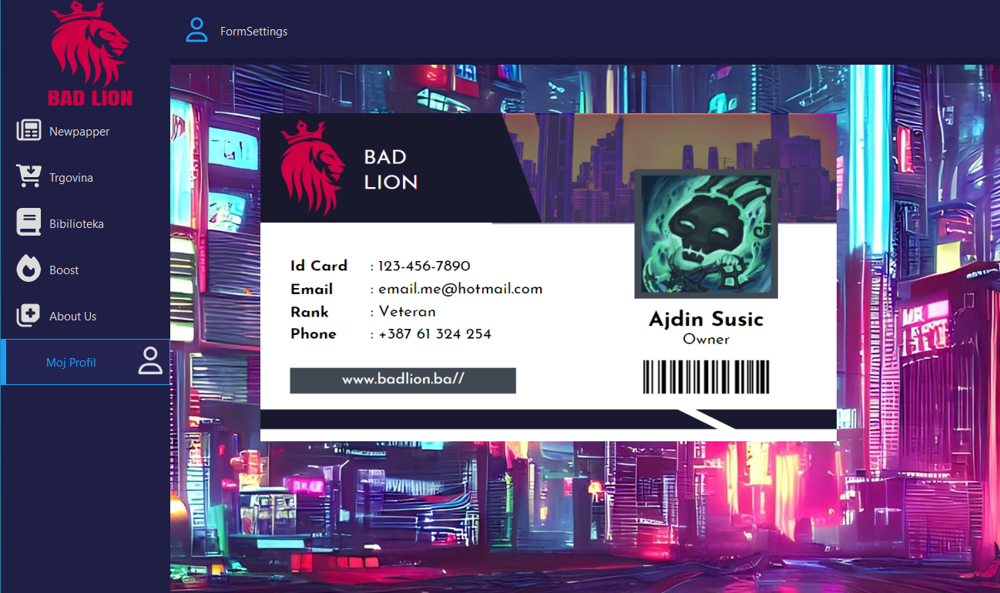 BAD LION
Newpapper
Trgovina
Bibilioteka
Boost
About Us
Moj Profil
FormSettings
BAD
LION
Id Card : 123-456-7890
Email : email.me@hotmail.com
Rank : Veteran
Phone : +387 61 324 254
www.badlion.ba//
Ajdin Susic
Owner